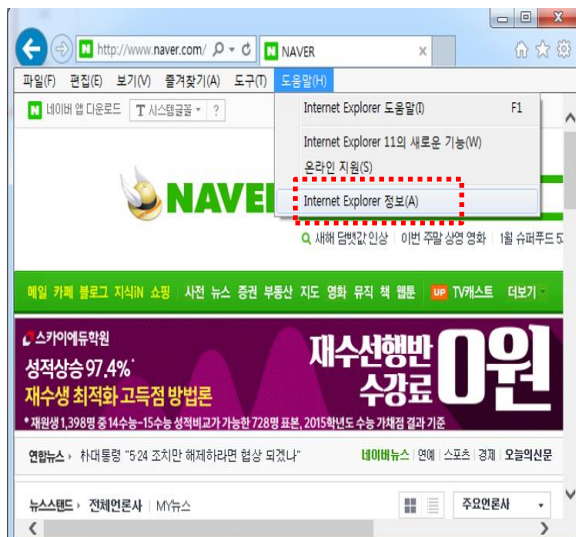 http://www.naver.com/
NAVER
파일(F) 편집(E) 보기(V) 즐겨찾기(A) 도구(T) 도움말(H)
네이버 앱 다운로드 T 시스템글꼴 ?
Internet Explorer 도움말(I) F1
Internet Explorer 11의 새로운 기능(W)
온라인 지원(S)
Internet Explorer 정보(A)
NAVER
새해 담뱃값 인상 이번 주말 상영 영화 1월 슈퍼푸드 5
메일 카페 블로그 지식iN 쇼핑 사전 뉴스 증권 부동산 지도 영화 뮤직 책 웹툰 UP TV캐스트 더보기
스카이에듀학원
성적상승 97.4%
재수생 최적화 고득점 방법론
재수선행반
수강료 0원
* 재원생 1,398명 중 14수능~15수능 성적비교가 가능한 728명 표본, 2015학년도 수능 가채점 결과 기준
연합뉴스 › 朴대통령 "5·24 조치만 해제하라면 협상 되겠나" 네이버뉴스 연예 스포츠 경제 오늘의신문
뉴스스탠드 › 전체언론사 MY뉴스 주요언론사